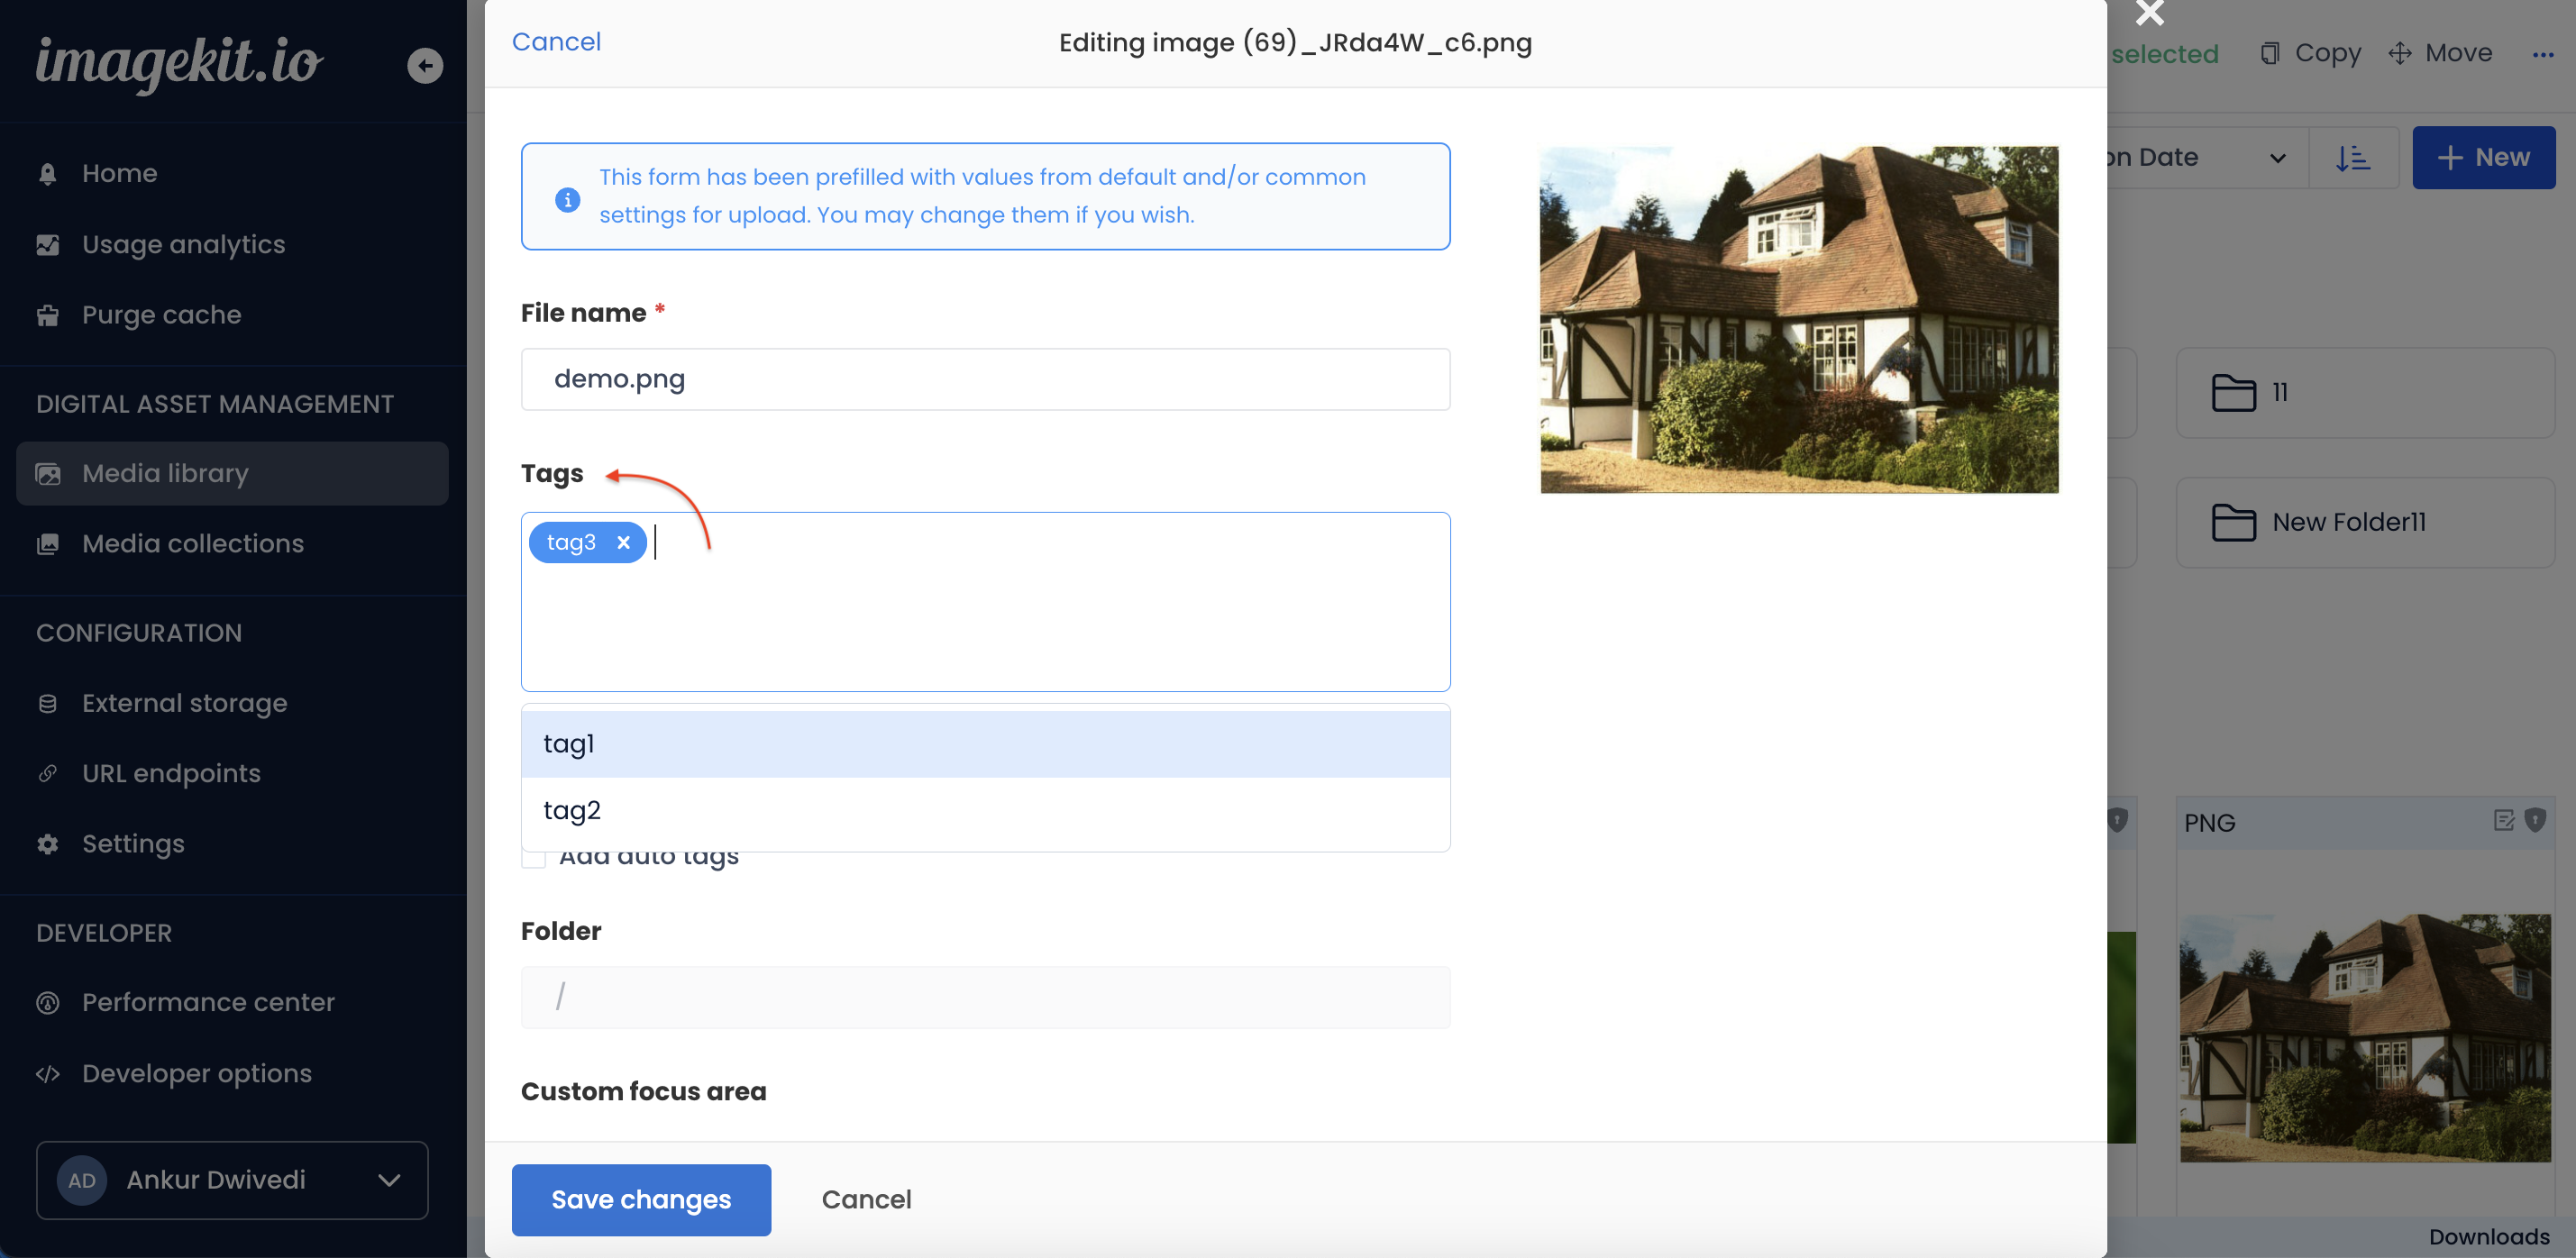 imagekit.io
Home
Usage analytics
Purge cache
DIGITAL ASSET MANAGEMENT
Media library
Media collections
CONFIGURATION
External storage
URL endpoints
Settings
DEVELOPER
Performance center
Developer options
AD Ankur Dwivedi
Cancel
Editing image (69)_JRda4W_c6.png
This form has been prefilled with values from default and/or common
settings for upload. You may change them if you wish.
File name *
demo.png
Tags
tag3
tag1
tag2
Add auto tags
Folder
/
Custom focus area
Save changes
Cancel
selected
Copy
Move
on Date
New
11
New Folder11
PNG
Downloads